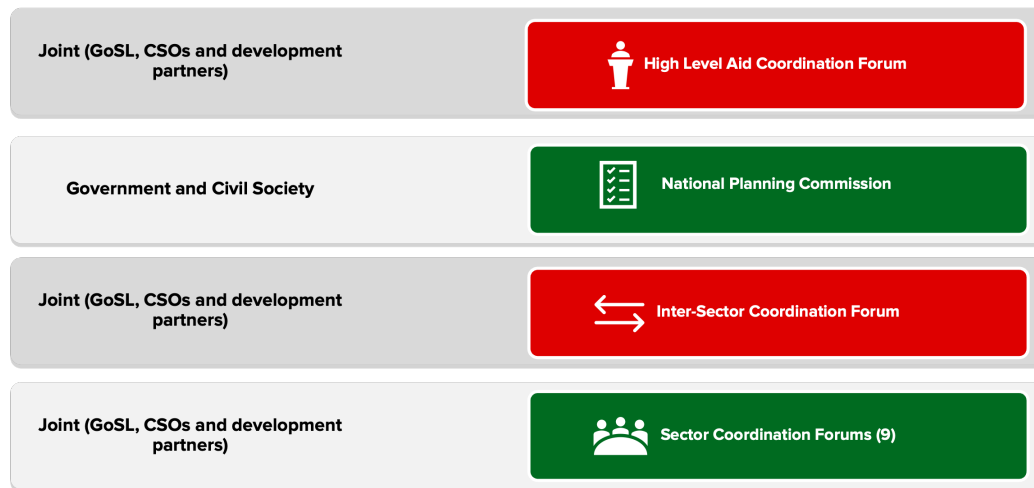 Joint (GoSL, CSOs and development
partners)
High Level Aid Coordination Forum
Government and Civil Society
National Planning Commission
Joint (GoSL, CSOs and development
partners)
Inter-Sector Coordination Forum
Joint (GoSL, CSOs and development
partners)
Sector Coordination Forums (9)